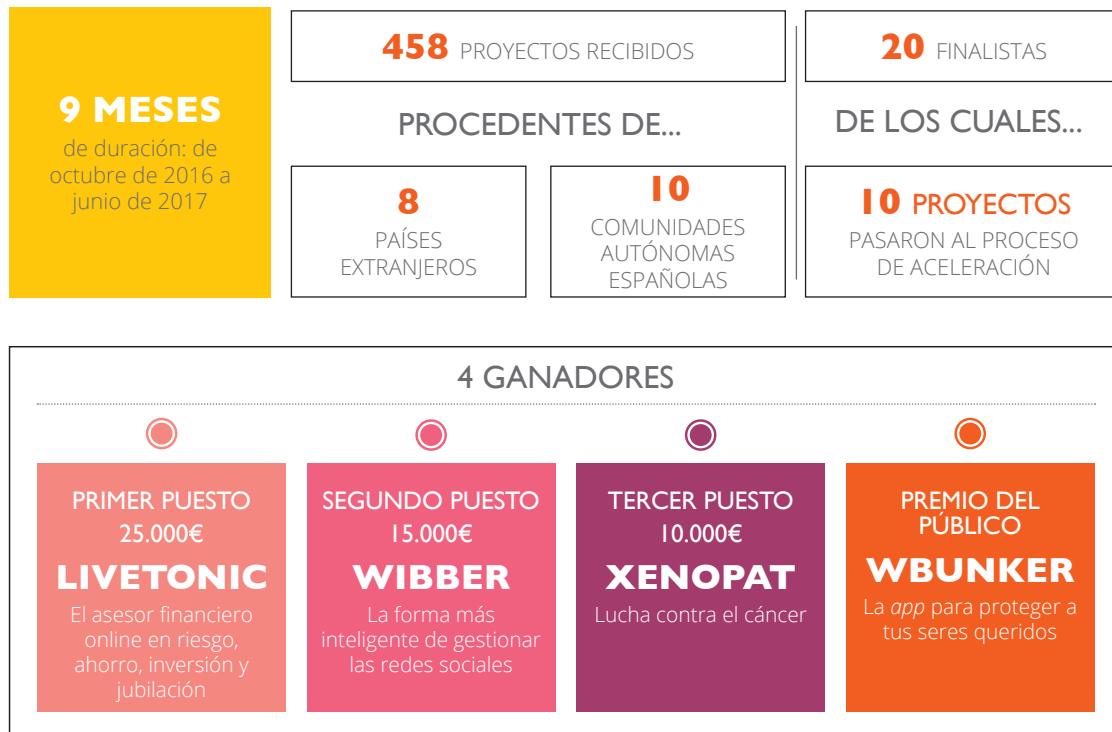 9 MESES
de duración: de
octubre de 2016 a
junio de 2017
458 PROYECTOS RECIBIDOS
PROCEDENTES DE...
8
PAÍSES
EXTRANJEROS
10
COMUNIDADES
AUTÓNOMAS
ESPAÑOLAS
20 FINALISTAS
DE LOS CUALES...
10 PROYECTOS
PASARON AL PROCESO
DE ACELERACIÓN
4 GANADORES
PRIMER PUESTO
25.000€
LIVETONIC
El asesor financiero
online en riesgo,
ahorro, inversión y
jubilación
SEGUNDO PUESTO
15.000€
WIBBER
La forma más
inteligente de gestionar
las redes sociales
TERCER PUESTO
10.000€
XENOPAT
Lucha contra el cáncer
PREMIO DEL
PÚBLICO
WBUNKER
La app para proteger a
tus seres queridos